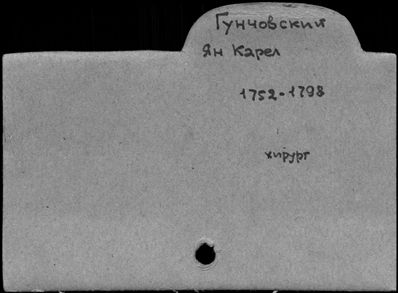 Гунчовский
Ян Карел
1752-1798
хирург